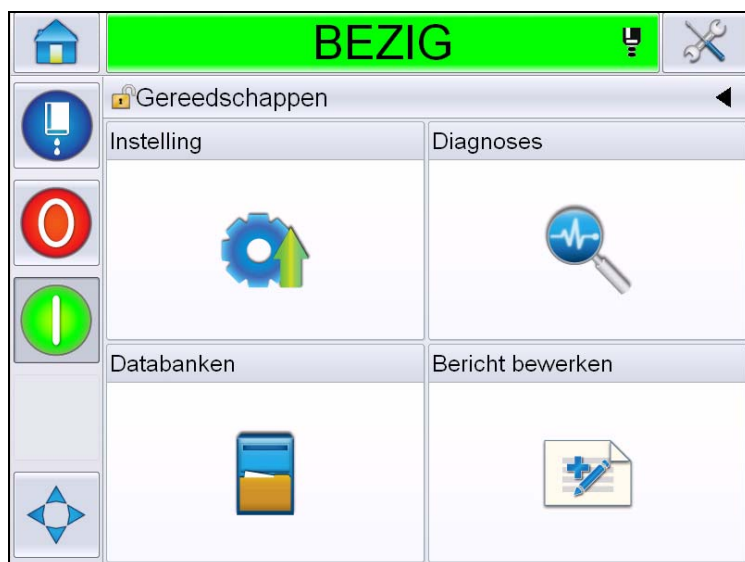 BEZIG
Gereedschappen
Instelling
Diagnoses
Databanken
Bericht bewerken